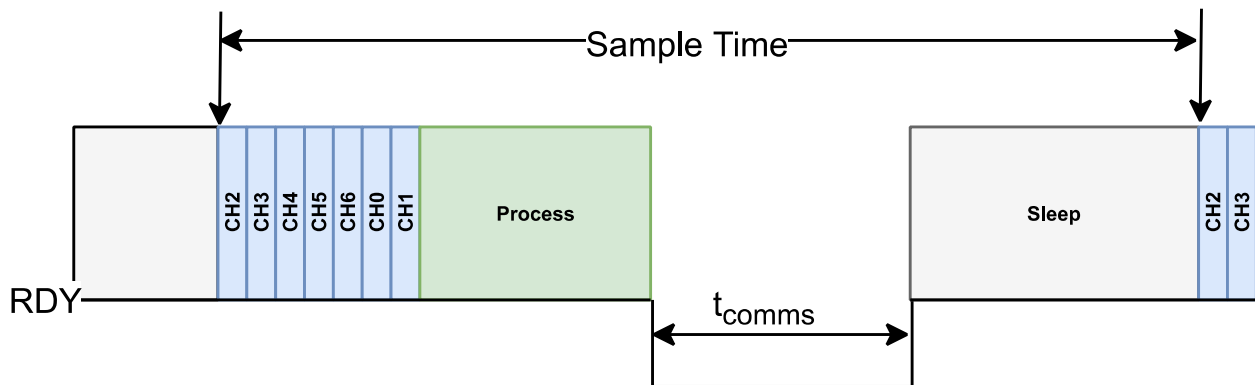 Sample Time
CH2
CH3
CH4
CH5
CH6
CH0
CH1
Process
Sleep
CH2
CH3
RDY
tcomms